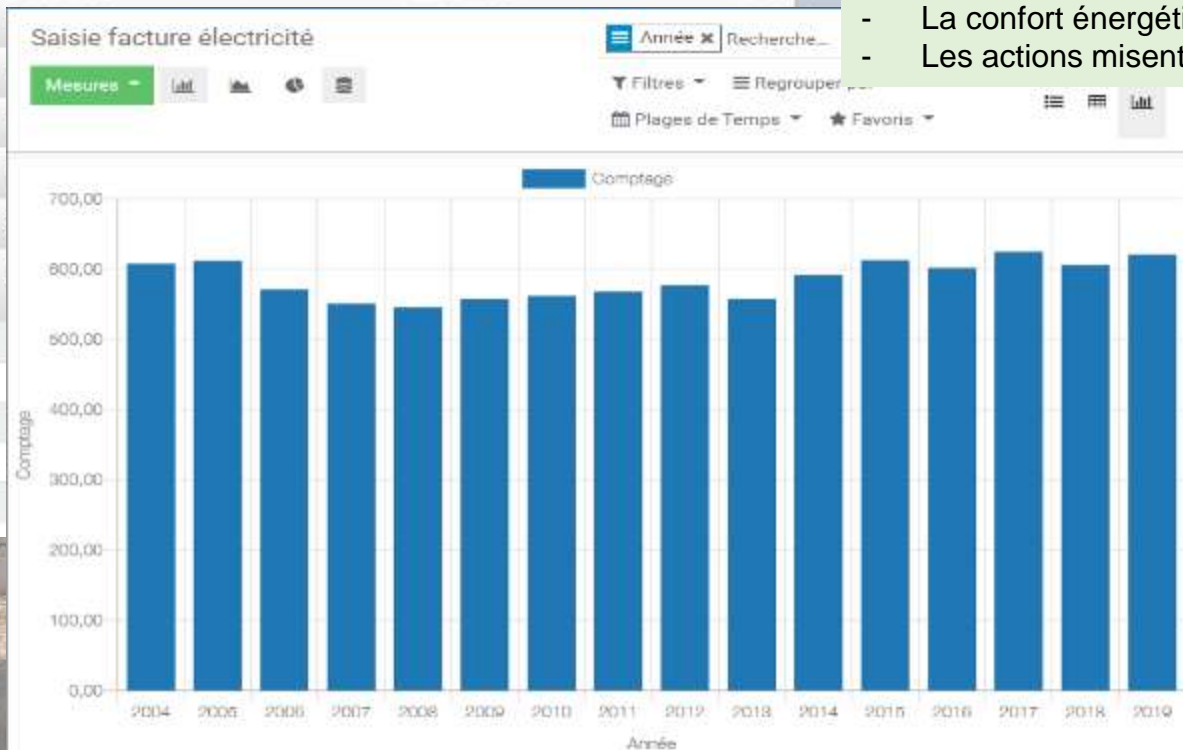 - La confort énergéti
- Les actions misent
Saisie facture électricité
Année × Recherche...
Mesures
Filtres Regrouper
Plages de Temps Favoris
Comptage
700,00
600,00
500,00
400,00
300,00
200,00
100,00
0,00
Comptage
2004 2005 2006 2007 2008 2009 2010 2011 2012 2013 2014 2015 2016 2017 2018 2019
Année